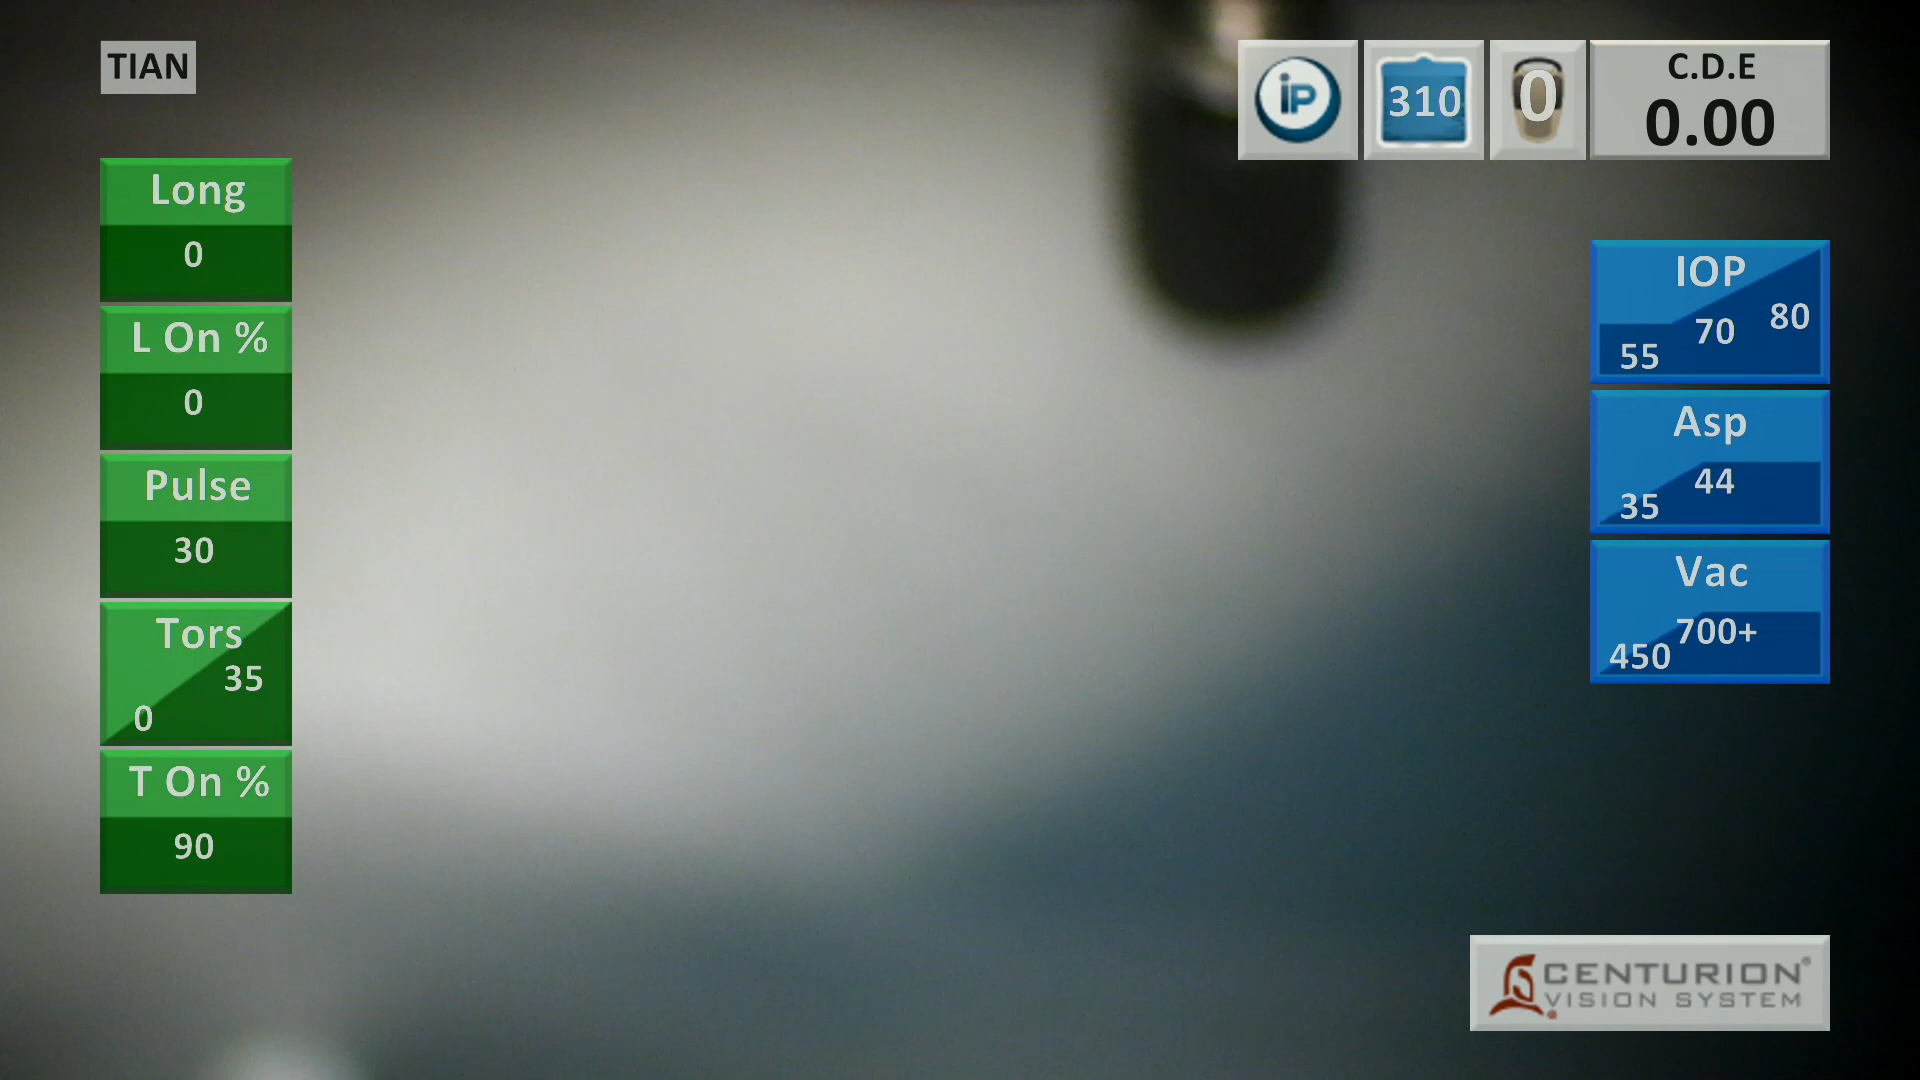 TIAN
iP
310
0
C.D.E
0.00
Long
0
L On %
0
Pulse
30
Tors
35
0
T On %
90
IOP
80
70
55
Asp
44
35
Vac
700+
450
CENTURION®
VISION SYSTEM